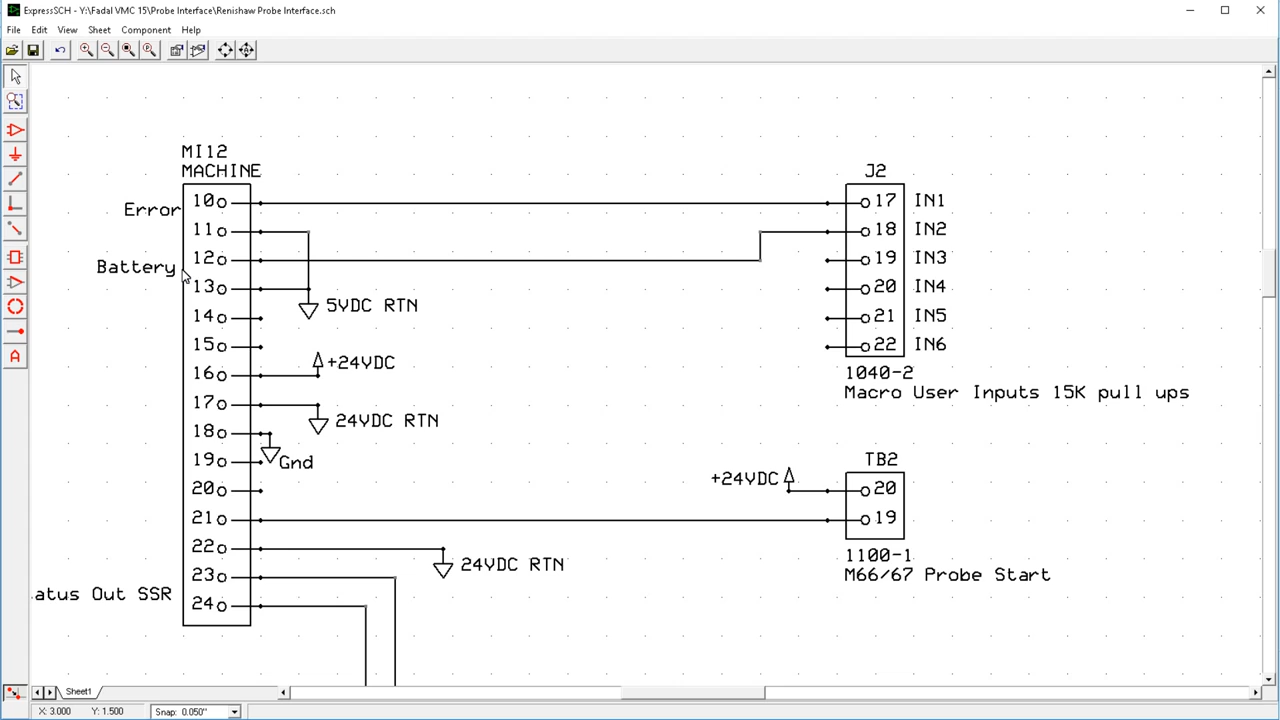 ExpressSCH - Y:\Fadal VMC 15\Probe Interface\Renishaw Probe Interface.sch
File Edit View Sheet Component Help
MI12
MACHINE
J2
Error
10
17 IN1
11
18 IN2
Battery
12
19 IN3
13
20 IN4
5VDC RTN
14
21 IN5
15
22 IN6
16
+24VDC
1040-2
Macro User Inputs 15K pull ups
17
24VDC RTN
18
Gnd
19
TB2
20
+24VDC
20
21
19
22
24VDC RTN
1100-1
M66/67 Probe Start
23
atus Out SSR
24
Sheet1
X: 3.000 Y: 1.500 Snap: 0.050"